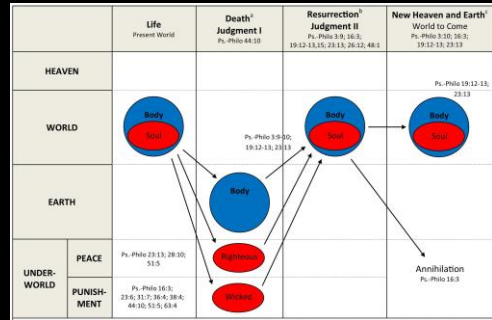 Life
Present World
Deathᵃ
Judgment I
Ps.-Philo 44:10
Resurrectionᵇ
Judgment II
Ps.-Philo 3:9; 16:3;
19:12-13,15; 23:13; 26:12; 48:1
New Heaven and Earthᶜ
World to Come
Ps.-Philo 3:10; 16:3;
19:12-13; 23:13
HEAVEN
Ps.-Philo 19:12-13;
23:13
WORLD
Body
Soul
Ps.-Philo 3:9-10;
19:12-13; 23:13
Body
Soul
Body
Soul
EARTH
Body
UNDER-
WORLD
PEACE
Ps.-Philo 23:13; 28:10;
51:5
Righteous
PUNISH-
MENT
Ps.-Philo 16:3;
23:6; 31:7; 36:4; 38:4;
44:10; 51:5; 63:4
Wicked
Annihilation
Ps.-Philo 16:3